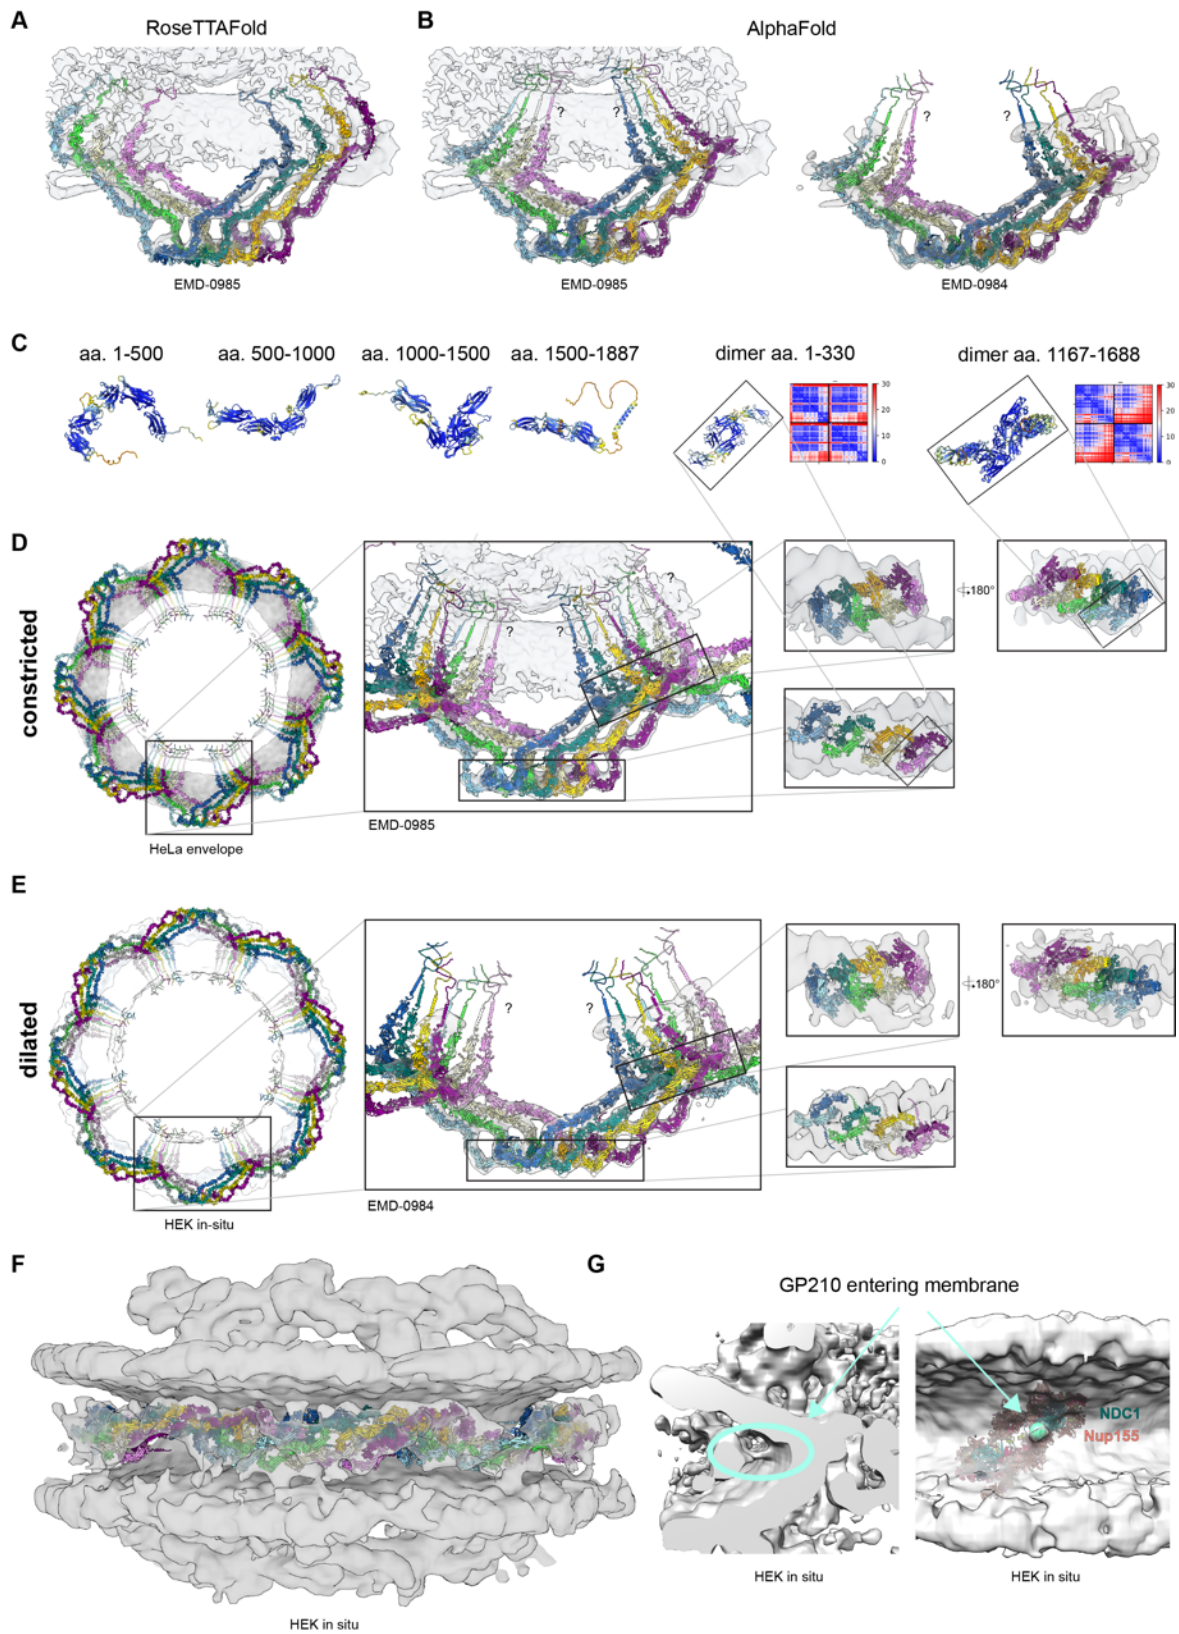 A
RoseTTAFold
B
AlphaFold
?
?
?
?
EMD-0985
EMD-0985
EMD-0984
C
aa. 1-500
aa. 500-1000
aa. 1000-1500
aa. 1500-1887
dimer aa. 1-330
dimer aa. 1167-1688
30
20
10
0
30
20
10
0
D
constricted
?
?
180°
HeLa envelope
EMD-0985
E
dilated
?
?
180°
HEK in-situ
EMD-0984
F
G
GP210 entering membrane
NDC1
Nup155
HEK in situ
HEK in situ
HEK in situ